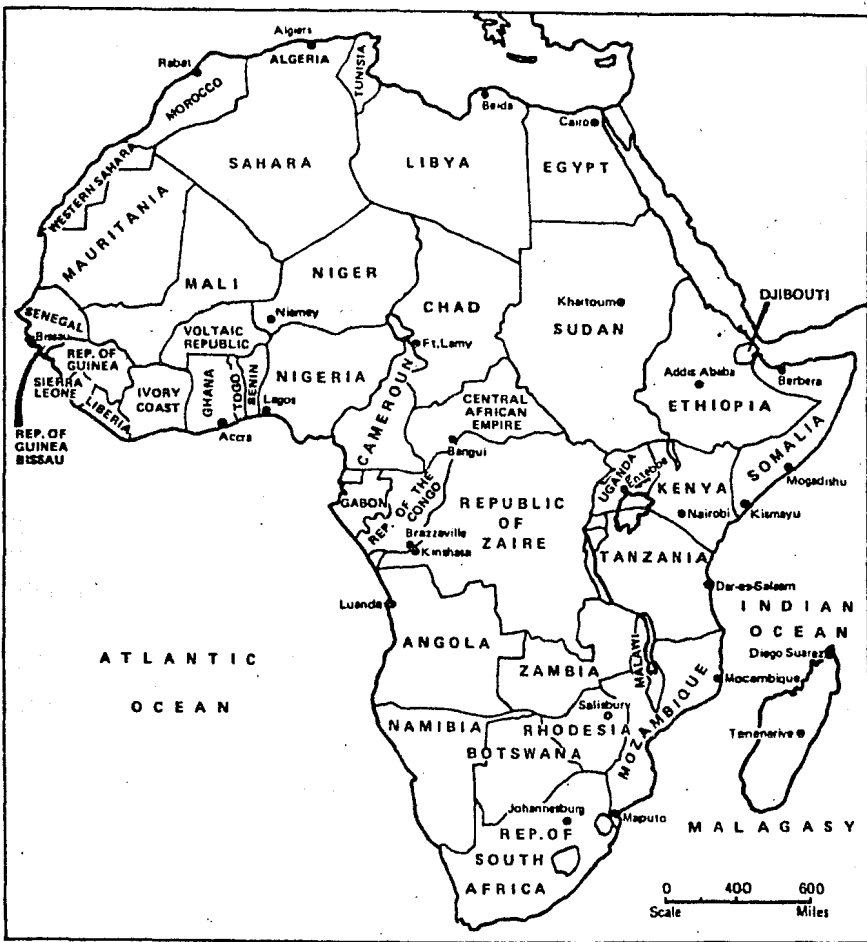 Algiers
ALGERIA
Rabat
TUNISIA
MOROCCO
Beida
Cairo
WESTERN SAHARA
SAHARA
LIBYA
EGYPT
MAURITANIA
MALI
NIGER
CHAD
Khartoum
SUDAN
DJIBOUTI
SENEGAL
Bissau
Niamey
VOLTAIC
REPUBLIC
Ft. Lamy
REP. OF
GUINEA
SIERRA
LEONE
LIBERIA
IVORY
COAST
GHANA
TOGO
BENIN
NIGERIA
Lagos
Accra
CAMEROUN
CENTRAL
AFRICAN
EMPIRE
Bangui
Addis Ababa
ETHIOPIA
Berbera
SOMALIA
REP. OF
GUINEA
BISSAU
GABON
REP. OF THE
CONGO
REPUBLIC
OF
ZAIRE
UGANDA
Entebbe
KENYA
Nairobi
Mogadishu
Kismayu
Brazzaville
Kinshasa
TANZANIA
Dar-es-Salaam
Luanda
INDIAN
OCEAN
ANGOLA
ZAMBIA
MALAWI
Diego Suarez
Mocambique
ATLANTIC
OCEAN
NAMIBIA
Salisbury
RHODESIA
BOTSWANA
MOZAMBIQUE
Tenenarive
Johannesburg
Maputo
REP. OF
SOUTH
AFRICA
MALAGASY
0 400 600
Scale Miles